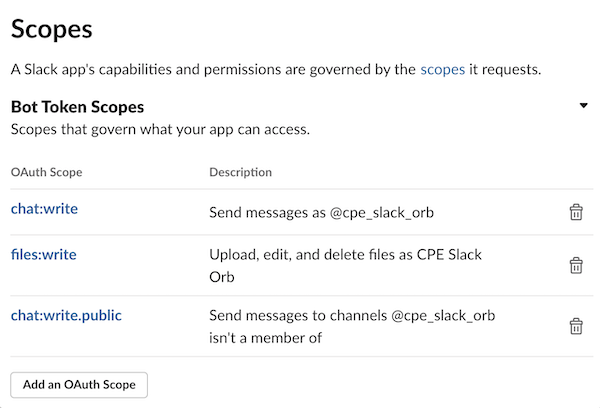 Scopes
A Slack app's capabilities and permissions are governed by the scopes it requests.
Bot Token Scopes
Scopes that govern what your app can access.
OAuth Scope Description
chat:write Send messages as @cpe_slack_orb
files:write Upload, edit, and delete files as CPE Slack
Orb
chat:write.public Send messages to channels @cpe_slack_orb
isn't a member of
Add an OAuth Scope